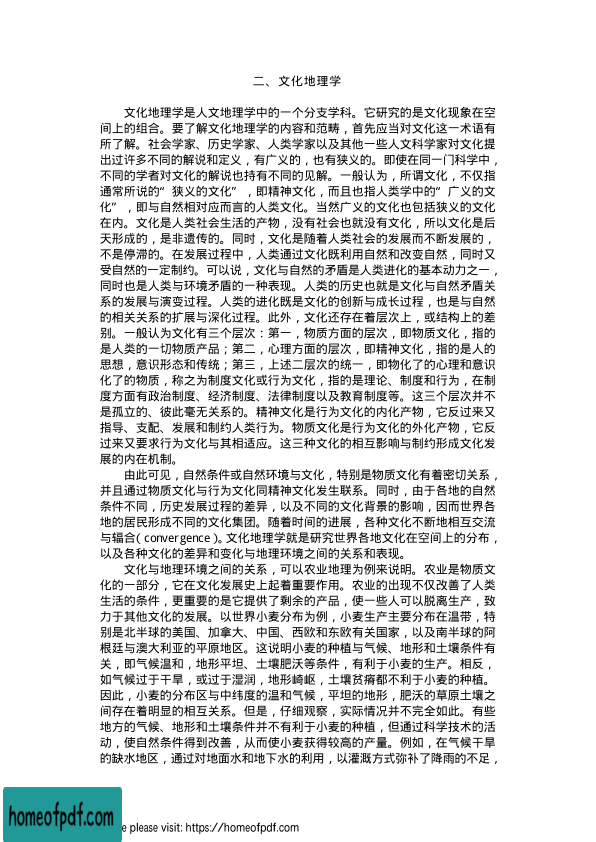 二、文化地理学
文化地理学是人文地理学中的一个分支学科。它研究的是文化现象在空
间上的组合。要了解文化地理学的内容和范畴，首先应当对文化这一术语有
所了解。社会学家、历史学家、人类学家以及其他一些人文科学家对文化提
出过许多不同的解说和定义，有广义的，也有狭义的。即使在同一门科学中，
不同的学者对文化的解说也持有不同的见解。一般认为，所谓文化，不仅指
通常所说的“狭义的文化”，即精神文化，而且也指人类学中的“广义的文
化”，即与自然相对应而言的人类文化。当然广义的文化也包括狭义的文化
在内。文化是人类社会生活的产物，没有社会也就没有文化，所以文化是后
天形成的，是非遗传的。同时，文化是随着人类社会的发展而不断发展的，
不是停滞的。在发展过程中，人类通过文化既利用自然和改变自然，同时又
受自然的一定制约。可以说，文化与自然的矛盾是人类进化的基本动力之一，
同时也是人类与环境矛盾的一种表现。人类的历史也就是文化与自然矛盾关
系的发展与演变过程。人类的进化既是文化的创新与成长过程，也是与自然
的相关关系的扩展与深化过程。此外，文化还存在着层次上，或结构上的差
别。一般认为文化有三个层次：第一，物质方面的层次，即物质文化，指的
是人类的一切物质产品；第二，心理方面的层次，即精神文化，指的是人的
思想，意识形态和传统；第三，上述二层次的统一，即物化了的心理和意识
化了的物质，称之为制度文化或行为文化，指的是理论、制度和行为，在制
度方面有政治制度、经济制度、法律制度以及教育制度等。这三个层次并不
是孤立的、彼此毫无关系的。精神文化是行为文化的内化产物，它反过来又
指导、支配、发展和制约人类行为。物质文化是行为文化的外化产物，它反
过来又要求行为文化与其相适应。这三种文化的相互影响与制约形成文化发
展的内在机制。
由此可见，自然条件或自然环境与文化，特别是物质文化有着密切关系，
并且通过物质文化与行为文化同精神文化发生联系。同时，由于各地的自然
条件不同，历史发展过程的差异，以及不同的文化背景的影响，因而世界各
地的居民形成不同的文化集团。随着时间的进展，各种文化不断地相互交流
与辐合（convergence）。文化地理学就是研究世界各地文化在空间上的分布，
以及各种文化的差异和变化与地理环境之间的关系和表现。
文化与地理环境之间的关系，可以农业地理为例来说明。农业是物质文
化的一部分，它在文化发展史上起着重要作用。农业的出现不仅改善了人类
生活的条件，更重要的是它提供了剩余的产品，使一些人可以脱离生产，致
力于其他文化的发展。以世界小麦分布为例，小麦生产主要分布在温带，特
别是北半球的美国、加拿大、中国、西欧和东欧有关国家，以及南半球的阿
根廷与澳大利亚的平原地区。这说明小麦的种植与气候、地形和土壤条件有
关，即气候温和，地形平坦、土壤肥沃等条件，有利于小麦的生产。相反，
如气候过于干旱，或过于湿润，地形崎岖，土壤贫瘠都不利于小麦的种植。
因此，小麦的分布区与中纬度的温和气候，平坦的地形，肥沃的草原土壤之
间存在着明显的相互关系。但是，仔细观察，实际情况并不完全如此。有些
地方的气候、地形和土壤条件并不有利于小麦的种植，但通过科学技术的活
动，使自然条件得到改善，从而使小麦获得较高的产量。例如，在气候干旱
的缺水地区，通过对地面水和地下水的利用，以灌溉方式弥补了降雨的不足，
homeofpdf.com
e please visit: https://homeofpdf.com